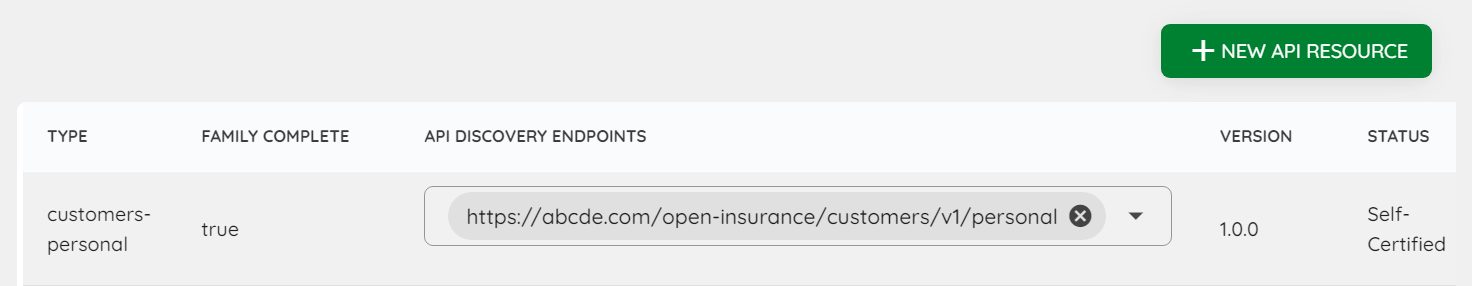 NEW API RESOURCE
TYPE FAMILY COMPLETE API DISCOVERY ENDPOINTS VERSION STATUS
customers-
personal
true
https://abcde.com/open-insurance/customers/v1/personal
1.0.0
Self-
Certified